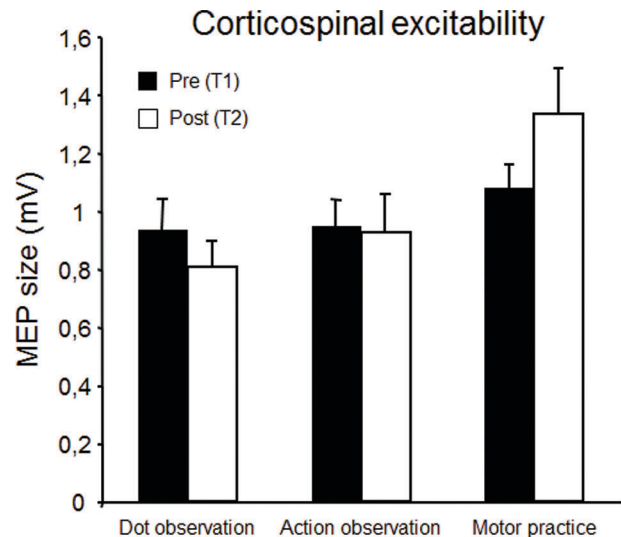 Corticospinal excitability
1,6
1,4
1,2
1
0,8
0,6
0,4
0,2
0
MEP size (mV)
Pre (T1)
Post (T2)
Dot observation
Action observation
Motor practice